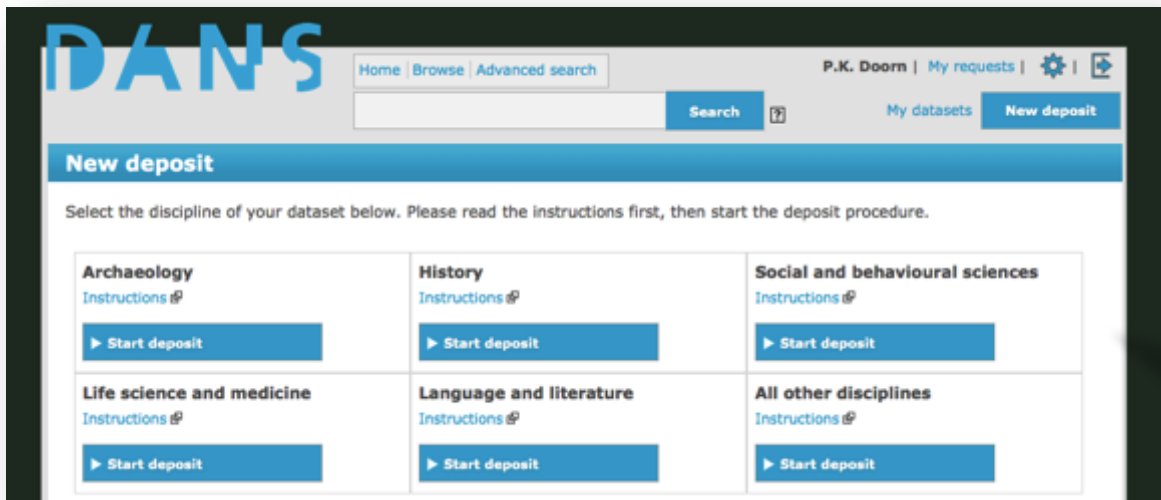 DANS
Home | Browse | Advanced search
P.K. Doorn | My requests |
Search ?
My datasets New deposit
New deposit
Select the discipline of your dataset below. Please read the instructions first, then start the deposit procedure.
Archaeology
Instructions
Start deposit
History
Instructions
Start deposit
Social and behavioural sciences
Instructions
Start deposit
Life science and medicine
Instructions
Start deposit
Language and literature
Instructions
Start deposit
All other disciplines
Instructions
Start deposit